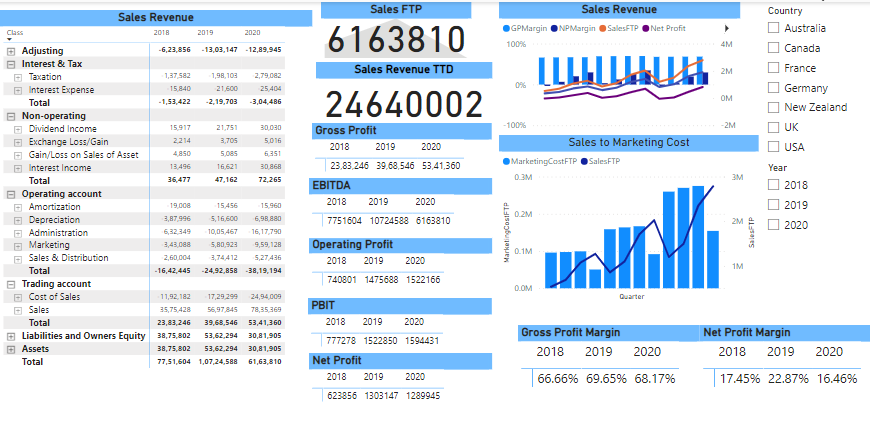 Sales Revenue
Class 2018 2019 2020
Adjusting -6,23,856 -13,03,147 -12,89,945
Interest & Tax
Taxation -1,37,582 -1,98,103 -2,79,082
Interest Expense -15,840 -21,600 -25,404
Total -1,53,422 -2,19,703 -3,04,486
Non-operating
Dividend Income 15,917 21,751 30,030
Exchange Loss/Gain 2,214 3,705 5,016
Gain/Loss on Sales of Asset 4,850 5,085 6,351
Interest Income 13,496 16,621 30,868
Total 36,477 47,162 72,265
Operating account
Amortization -19,008 -15,456 -15,960
Depreciation -3,87,996 -5,16,600 -6,98,880
Administration -6,32,349 -10,05,467 -16,17,790
Marketing -3,43,088 -5,80,923 -9,59,128
Sales & Distribution -2,60,004 -3,74,412 -5,27,436
Total -16,42,445 -24,92,858 -38,19,194
Trading account
Cost of Sales -11,92,182 -17,29,299 -24,94,009
Sales 35,75,428 56,97,845 78,35,369
Total 23,83,246 39,68,546 53,41,360
Liabilities and Owners Equity 38,75,802 53,62,294 30,81,905
Assets 38,75,802 53,62,294 30,81,905
Total 77,51,604 1,07,24,588 61,63,810
Sales FTP
6163810
Sales Revenue TTD
24640002
Gross Profit
2018 2019 2020
23,83,246 39,68,546 53,41,360
EBITDA
2018 2019 2020
7751604 10724588 6163810
Operating Profit
2018 2019 2020
740801 1475688 1522166
PBIT
2018 2019 2020
777278 1522850 1594431
Net Profit
2018 2019 2020
623856 1303147 1289945
Sales Revenue
GPMargin NPMargin SalesFTP Net Profit
100%
0%
-100%
4M
2M
0M
-2M
Sales to Marketing Cost
MarketingCostFTP SalesFTP
MarketingCostFTP
0.3M
0.2M
0.1M
0.0M
3M
2M
1M
SalesFTP
Quarter
Gross Profit Margin
2018 2019 2020
66.66% 69.65% 68.17%
Net Profit Margin
2018 2019 2020
17.45% 22.87% 16.46%
Country
Australia
Canada
France
Germany
New Zealand
UK
USA
Year
2018
2019
2020